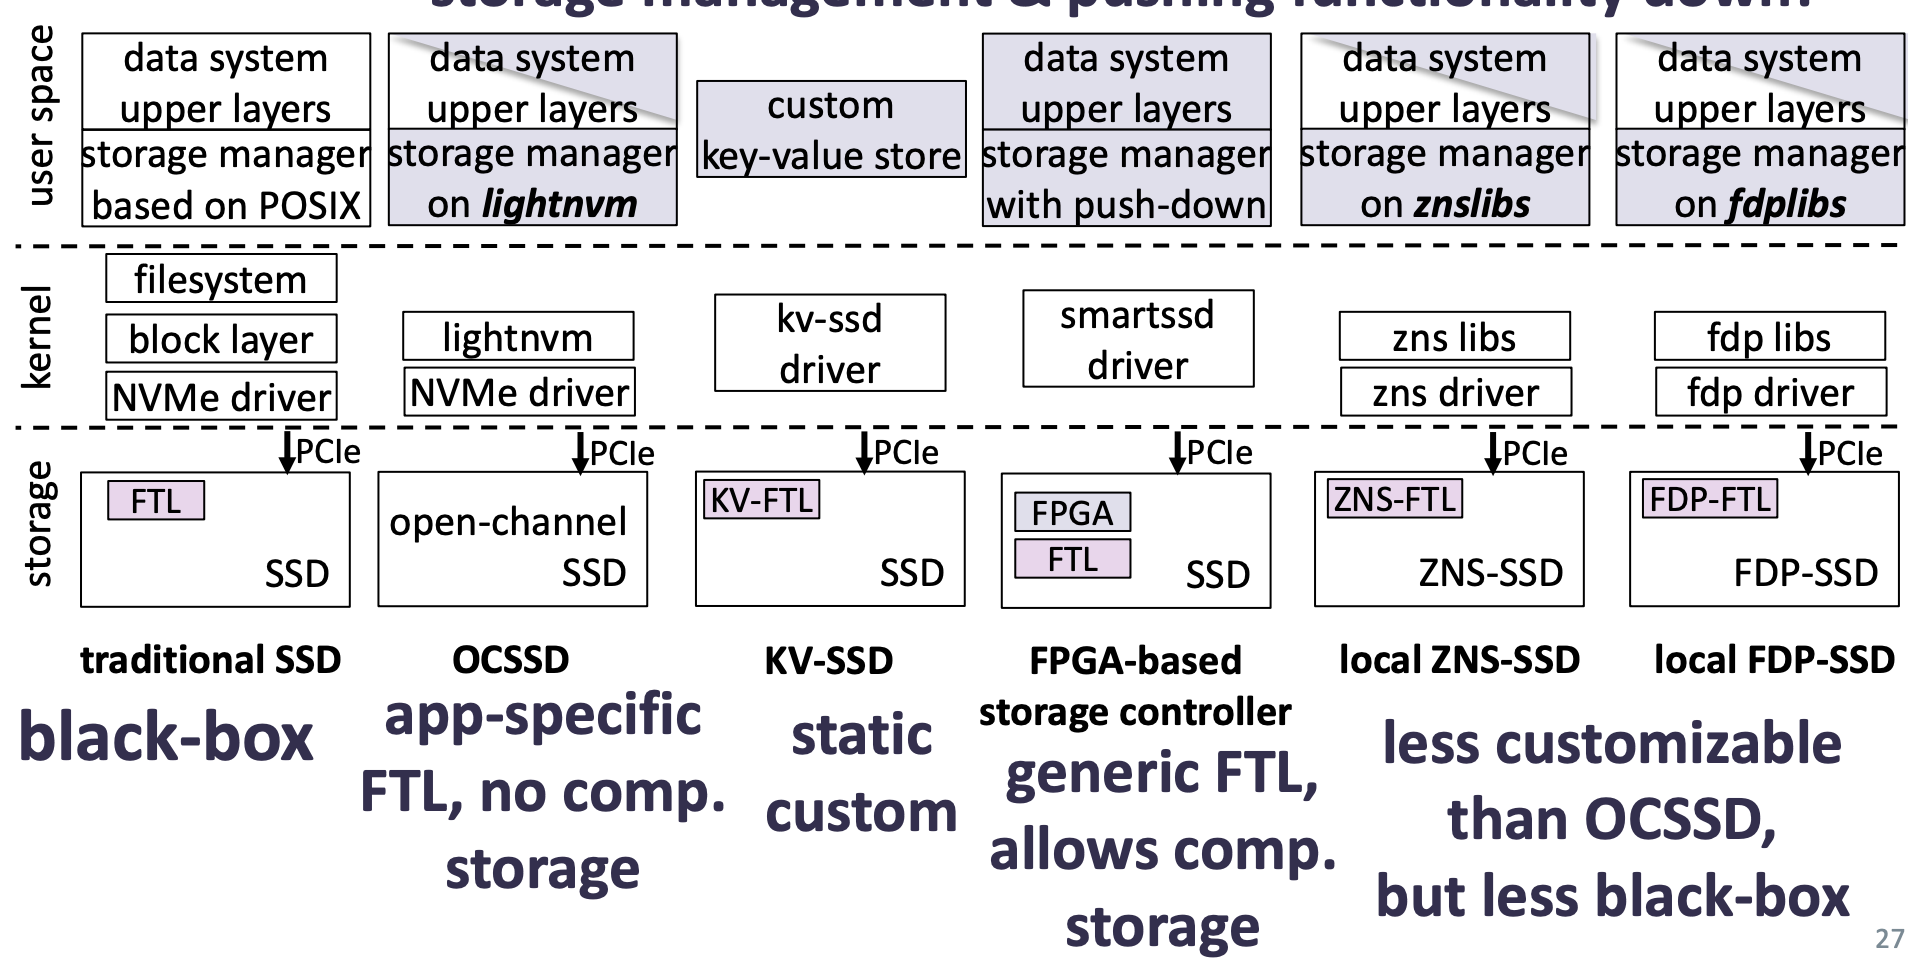 storage management & pushing functionality down?
user space
data system
upper layers
storage manager
based on POSIX
data system
upper layers
storage manager
on lightnvm
custom
key-value store
data system
upper layers
storage manager
with push-down
data system
upper layers
storage manager
on znslibs
data system
upper layers
storage manager
on fdplibs
kernel
filesystem
block layer
NVMe driver
lightnvm
NVMe driver
kv-ssd
driver
smartssd
driver
zns libs
zns driver
fdp libs
fdp driver
storage
PCIe
FTL
SSD
PCIe
open-channel
SSD
PCIe
KV-FTL
SSD
PCIe
FPGA
FTL
SSD
PCIe
ZNS-FTL
ZNS-SSD
PCIe
FDP-FTL
FDP-SSD
traditional SSD
black-box
OCSSD
app-specific
FTL, no comp.
storage
KV-SSD
static
custom
FPGA-based
storage controller
generic FTL,
allows comp.
storage
local ZNS-SSD
local FDP-SSD
less customizable
than OCSSD,
but less black-box
27